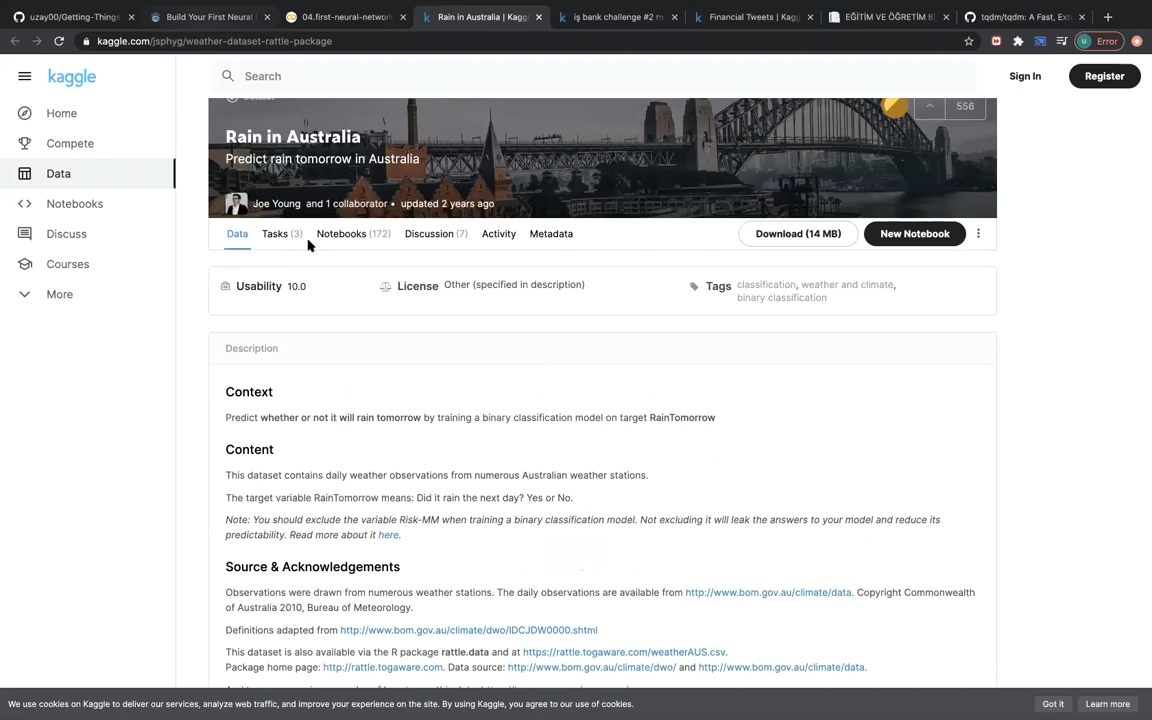 uzay00/Getting-Things
Build Your First Neural
04.first-neural-network
Rain in Australia | Kaggl
iş bank challenge #2 m
Financial Tweets | Kagg
EĞİTİM VE ÖĞRETİM B
tqdm/tqdm: A Fast, Ext
kaggle.com/jsphyg/weather-dataset-rattle-package
u Error
kaggle
Search
Sign In
Register
Home
Compete
Data
Notebooks
Discuss
Courses
More
Dataset
556
Rain in Australia
Predict rain tomorrow in Australia
Joe Young and 1 collaborator • updated 2 years ago
Data Tasks (3) Notebooks (172) Discussion (7) Activity Metadata Download (14 MB) New Notebook
Usability 10.0 License Other (specified in description) Tags classification, weather and climate,
binary classification
Description
Context
Predict whether or not it will rain tomorrow by training a binary classification model on target RainTomorrow
Content
This dataset contains daily weather observations from numerous Australian weather stations.
The target variable RainTomorrow means: Did it rain the next day? Yes or No.
Note: You should exclude the variable Risk-MM when training a binary classification model. Not excluding it will leak the answers to your model and reduce its
predictability. Read more about it here.
Source & Acknowledgements
Observations were drawn from numerous weather stations. The daily observations are available from http://www.bom.gov.au/climate/data. Copyright Commonwealth
of Australia 2010, Bureau of Meteorology.
Definitions adapted from http://www.bom.gov.au/climate/dwo/IDCJDW0000.shtml
This dataset is also available via the R package rattle.data and at https://rattle.togaware.com/weatherAUS.csv.
Package home page: http://rattle.togaware.com. Data source: http://www.bom.gov.au/climate/dwo/ and http://www.bom.gov.au/climate/data.
We use cookies on Kaggle to deliver our services, analyze web traffic, and improve your experience on the site. By using Kaggle, you agree to our use of cookies.
Got it
Learn more